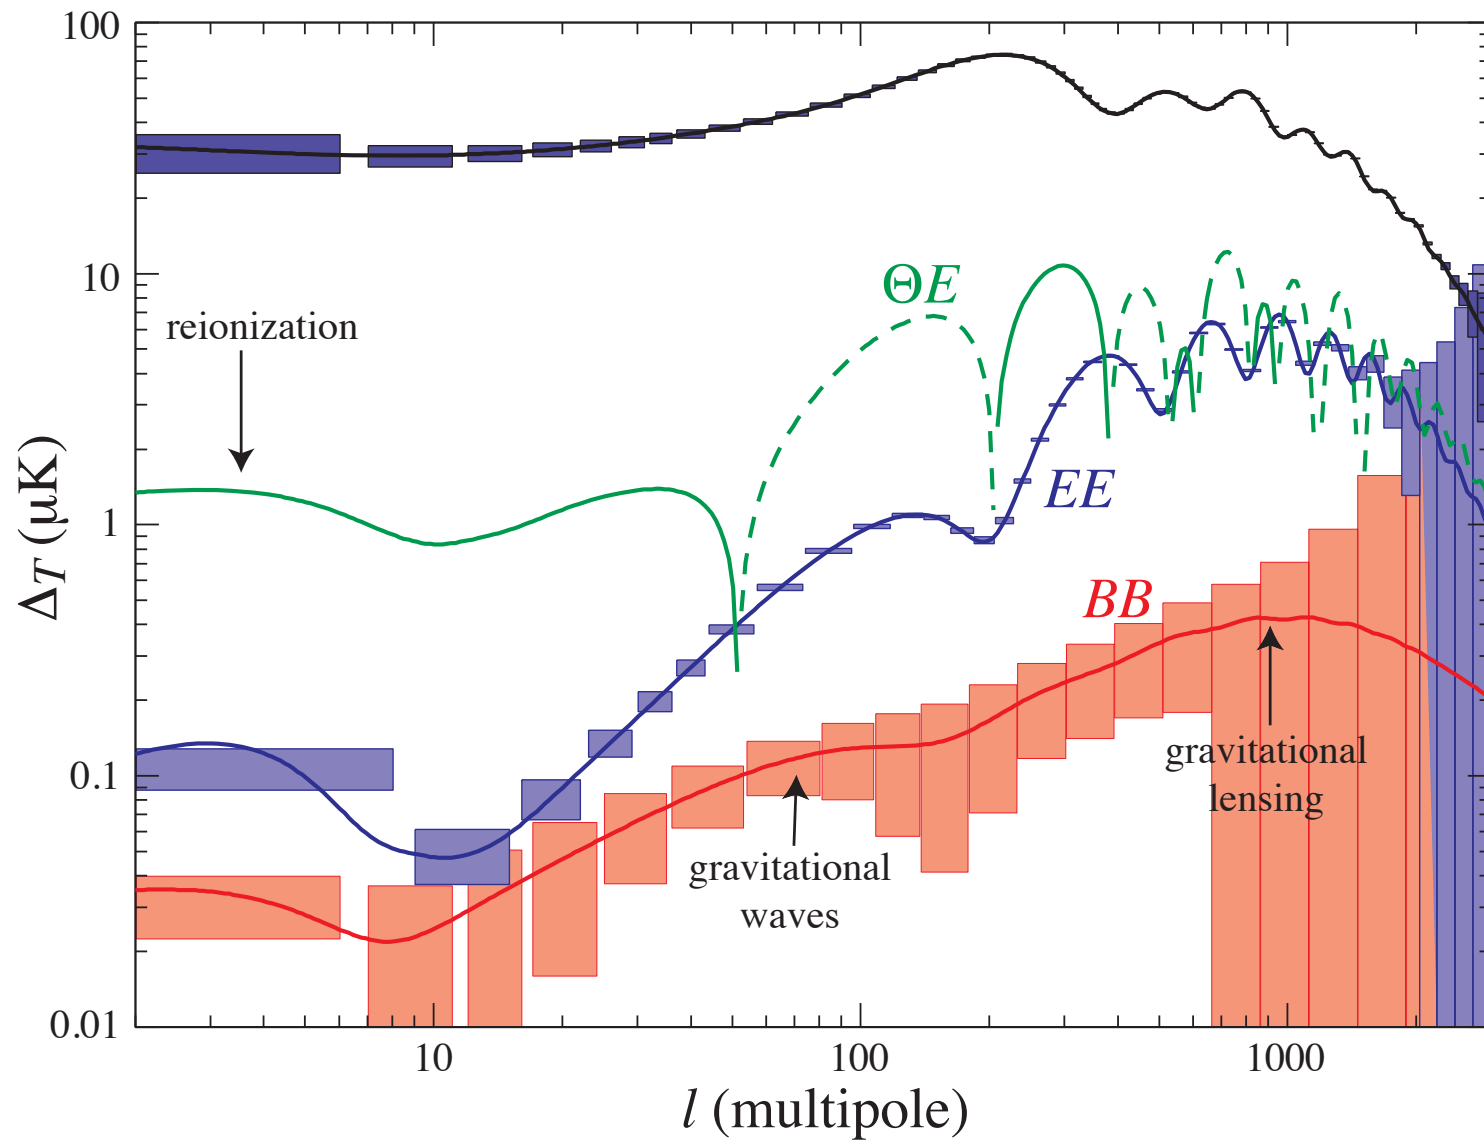 100
10
1
0.1
0.01
ΔT (μK)
reionization
ΘE
EE
BB
gravitational
waves
gravitational
lensing
10
100
1000
l (multipole)